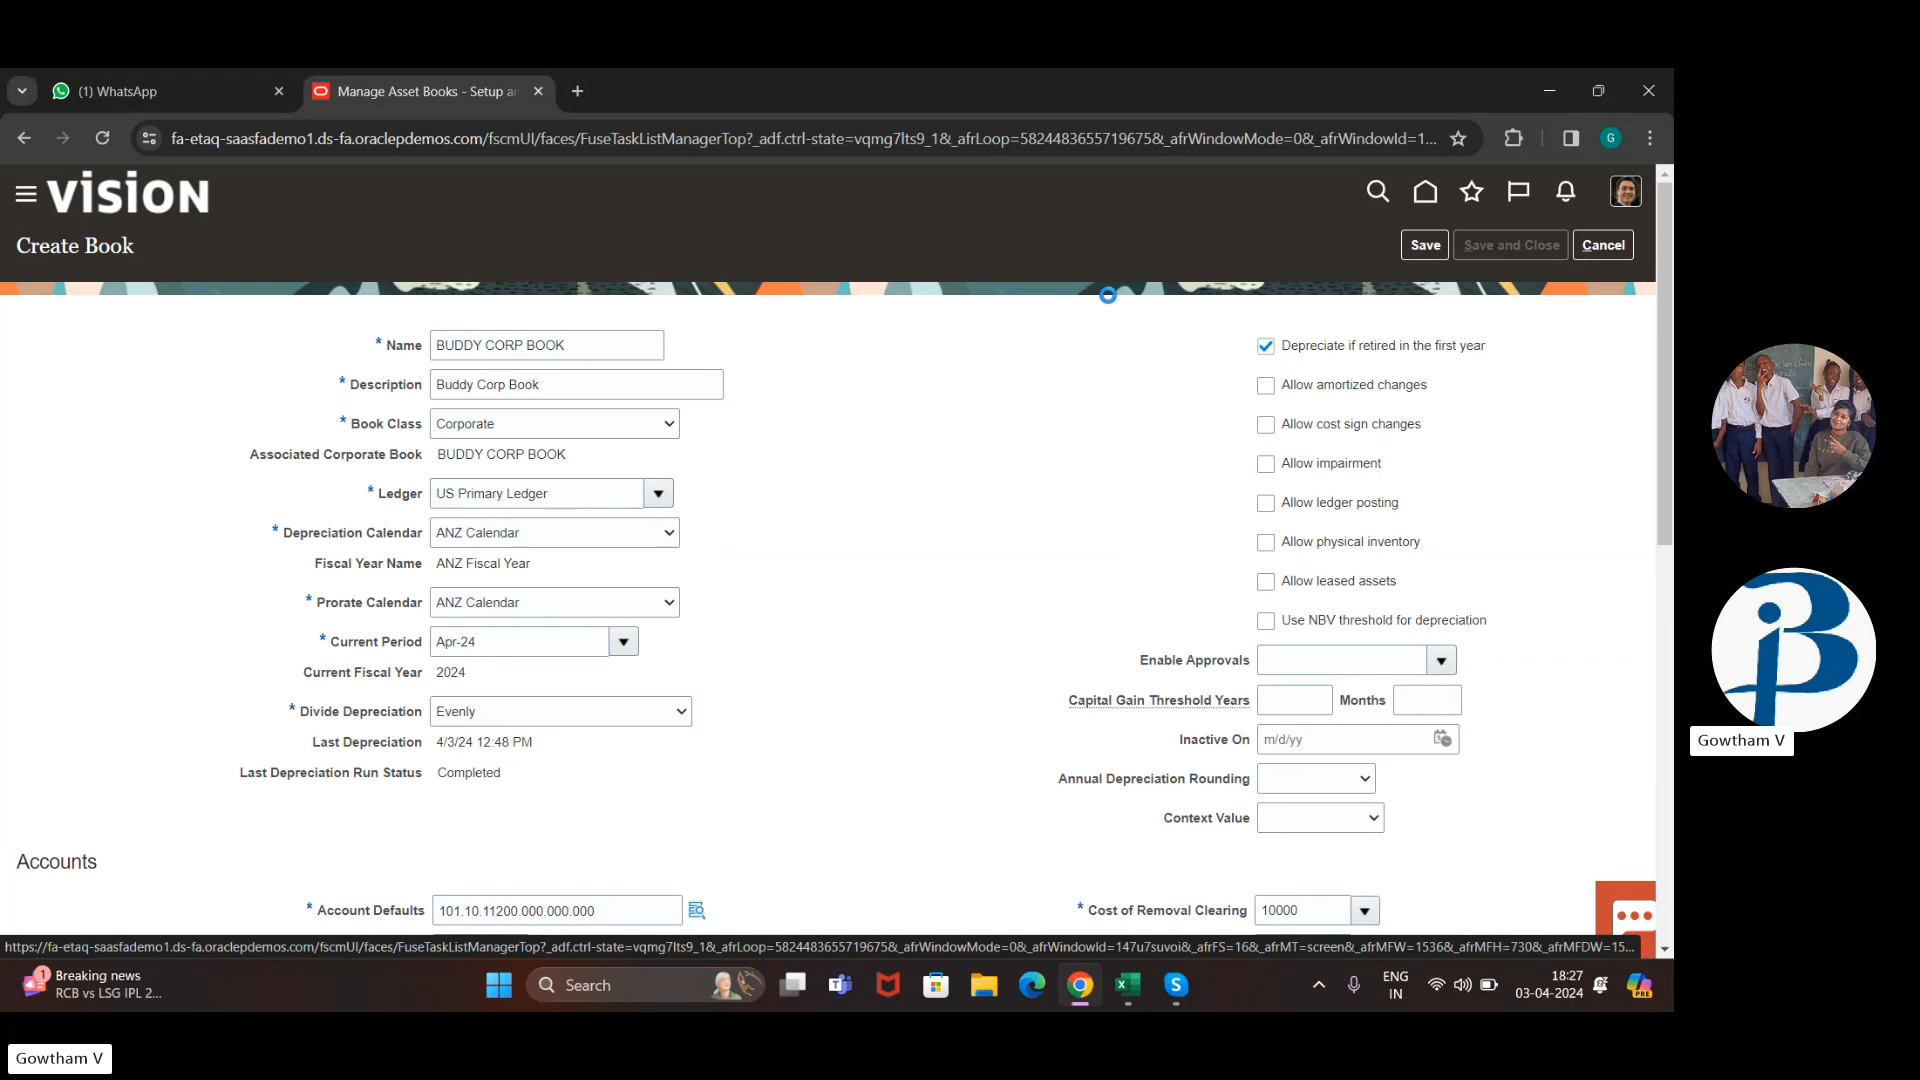 (1) WhatsApp
Manage Asset Books - Setup ar
fa-etaq-saasfademo1.ds-fa.oraclepdemos.com/fscmUI/faces/FuseTaskListManagerTop?_adf.ctrl-state=vqmg7lts9_1&_afrLoop=5824483655719675&_afrWindowMode=0&_afrWindowId=1...
G
VISION
Create Book
Save
Save and Close
Cancel
* Name BUDDY CORP BOOK
* Description Buddy Corp Book
* Book Class Corporate
Associated Corporate Book BUDDY CORP BOOK
* Ledger US Primary Ledger
* Depreciation Calendar ANZ Calendar
Fiscal Year Name ANZ Fiscal Year
* Prorate Calendar ANZ Calendar
* Current Period Apr-24
Current Fiscal Year 2024
* Divide Depreciation Evenly
Last Depreciation 4/3/24 12:48 PM
Last Depreciation Run Status Completed
Depreciate if retired in the first year
Allow amortized changes
Allow cost sign changes
Allow impairment
Allow ledger posting
Allow physical inventory
Allow leased assets
Use NBV threshold for depreciation
Enable Approvals
Capital Gain Threshold Years Months
Inactive On m/d/yy
Annual Depreciation Rounding
Context Value
Accounts
* Account Defaults 101.10.11200.000.000.000
* Cost of Removal Clearing 10000
https://fa-etaq-saasfademo1.ds-fa.oraclepdemos.com/fscmUI/faces/FuseTaskListManagerTop?_adf.ctrl-state=vqmg7lts9_1&_afrLoop=5824483655719675&_afrWindowMode=0&_afrWindowId=147u7suvoi&_afrFS=16&_afrMT=screen&_afrMFW=1536&_afrMFH=730&_afrMFDW=15...
1
Breaking news
RCB vs LSG IPL 2...
Search
ENG
IN
18:27
03-04-2024
PRE
Gowtham V
Gowtham V